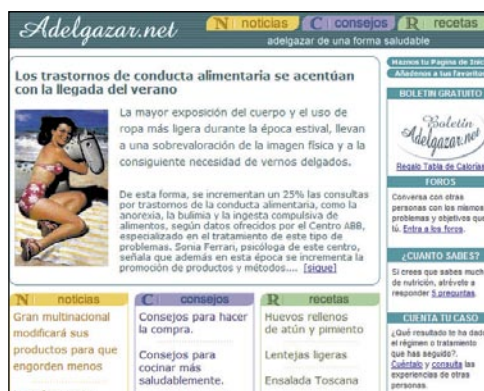 Adelgazar.net
N noticias C consejos R recetas
adelgazar de una forma saludable
Los trastornos de conducta alimentaria se acentúan
con la llegada del verano
La mayor exposición del cuerpo y el uso de
ropa más ligera durante la época estival, llevan
a una sobrevaloración de la imagen física y a la
consiguiente necesidad de vernos delgados.
De esta forma, se incrementan un 25% las consultas
por trastornos de la conducta alimentaria, como la
anorexia, la bulimia y la ingesta compulsiva de
alimentos, según datos ofrecidos por el Centro ABB,
especializado en el tratamiento de este tipo de
problemas. Sonia Ferrari, psicóloga de este centro,
señala que además en esta época se incrementa la
promoción de productos y métodos.... [sigue]
Haznos tu Pagina de Inic
Añadenos a tus favorita
BOLETIN GRATUITO
Boletín
Adelgazar.net
Regalo Tabla de Calorías
FOROS
Conversa con otras
personas con los mismos
problemas y objetivos que
tú. Entra a los foros.
¿CUANTO SABES?
Si crees que sabes much
de nutrición, atrévete a
responder 5 preguntas.
CUENTA TU CASO
¿Qué resultado te ha dado
el régimen o tratamiento
que has seguido?.
Cuéntalo y consulta las
experiencias de otras
personas.
N noticias
Gran multinacional
modificará sus
productos para que
engorden menos
C consejos
Consejos para hacer
la compra.
Consejos para
cocinar más
saludablemente.
R recetas
Huevos rellenos
de atún y pimiento
Lentejas ligeras
Ensalada Toscana